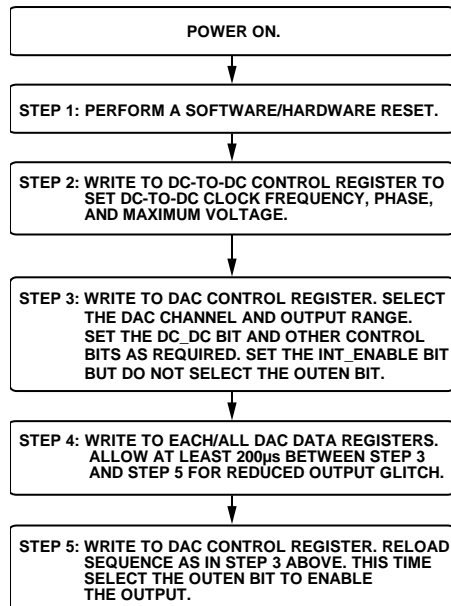 POWER ON.
STEP 1: PERFORM A SOFTWARE/HARDWARE RESET.
STEP 2: WRITE TO DC-TO-DC CONTROL REGISTER TO
SET DC-TO-DC CLOCK FREQUENCY, PHASE,
AND MAXIMUM VOLTAGE.
STEP 3: WRITE TO DAC CONTROL REGISTER. SELECT
THE DAC CHANNEL AND OUTPUT RANGE.
SET THE DC_DC BIT AND OTHER CONTROL
BITS AS REQUIRED. SET THE INT_ENABLE BIT
BUT DO NOT SELECT THE OUTEN BIT.
STEP 4: WRITE TO EACH/ALL DAC DATA REGISTERS.
ALLOW AT LEAST 200µs BETWEEN STEP 3
AND STEP 5 FOR REDUCED OUTPUT GLITCH.
STEP 5: WRITE TO DAC CONTROL REGISTER. RELOAD
SEQUENCE AS IN STEP 3 ABOVE. THIS TIME
SELECT THE OUTEN BIT TO ENABLE
THE OUTPUT.